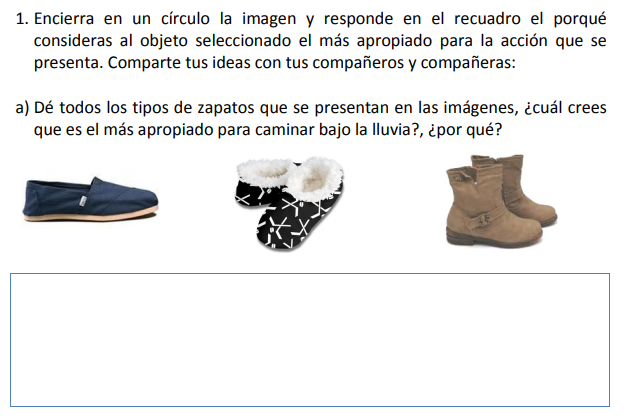 1. Encierra en un círculo la imagen y responde en el recuadro el porqué
consideras al objeto seleccionado el más apropiado para la acción que se
presenta. Comparte tus ideas con tus compañeros y compañeras:
a) Dé todos los tipos de zapatos que se presentan en las imágenes, ¿cuál crees
que es el más apropiado para caminar bajo la lluvia?, ¿por qué?